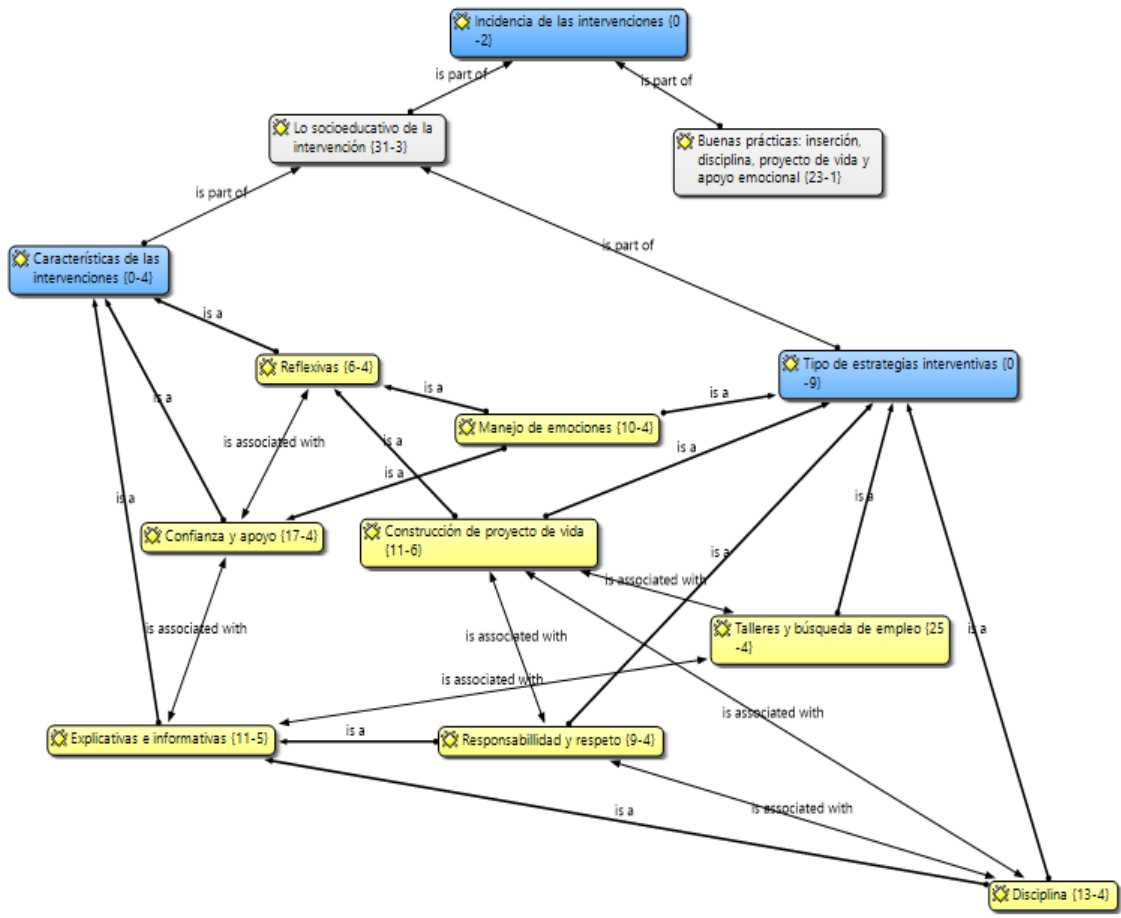 Incidencia de las intervenciones {0
-2}
is part of
is part of
Lo socioeducativo de la
intervención {31-3}
Buenas prácticas: inserción,
disciplina, proyecto de vida y
apoyo emocional {23-1}
is part of
is part of
Características de las
intervenciones {0-4}
is a
Reflexivas {6-4}
Tipo de estrategias interventivas {0
-9}
is a
is a
is a
Manejo de emociones {10-4}
is associated with
is a
is a
is a
is a
is a
Confianza y apoyo {17-4}
Construcción de proyecto de vida
{11-6}
is a
is associated with
is associated with
is associated with
Talleres y búsqueda de empleo {25
-4}
is a
is associated with
is associated with
Explicativas e informativas {11-5}
is a
Responsabillidad y respeto {9-4}
is a
is associated with
Disciplina {13-4}